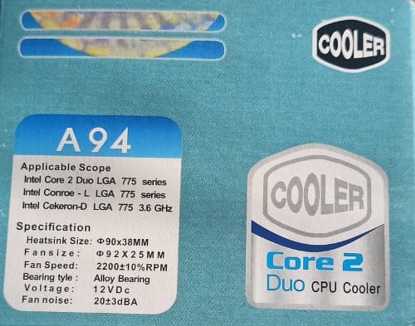 COOLER
A94
Applicable Scope
Intel Core 2 Duo LGA 775 series
Intel Conroe - L LGA 775 series
Intel Cekeron-D LGA 775 3.6 GHz
Specification
Heatsink Size: Φ90x38MM
Fansize: Φ92X25MM
Fan Speed: 2200±10%RPM
Bearing tyle : Alloy Bearing
Voltage: 12VDc
Fan noise: 20±3dBA
COOLER
Core 2
Duo CPU Cooler